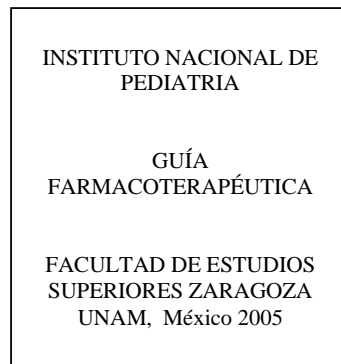 INSTITUTO NACIONAL DE
PEDIATRIA
GUÍA
FARMACOTERAPÉUTICA
FACULTAD DE ESTUDIOS
SUPERIORES ZARAGOZA
UNAM, México 2005